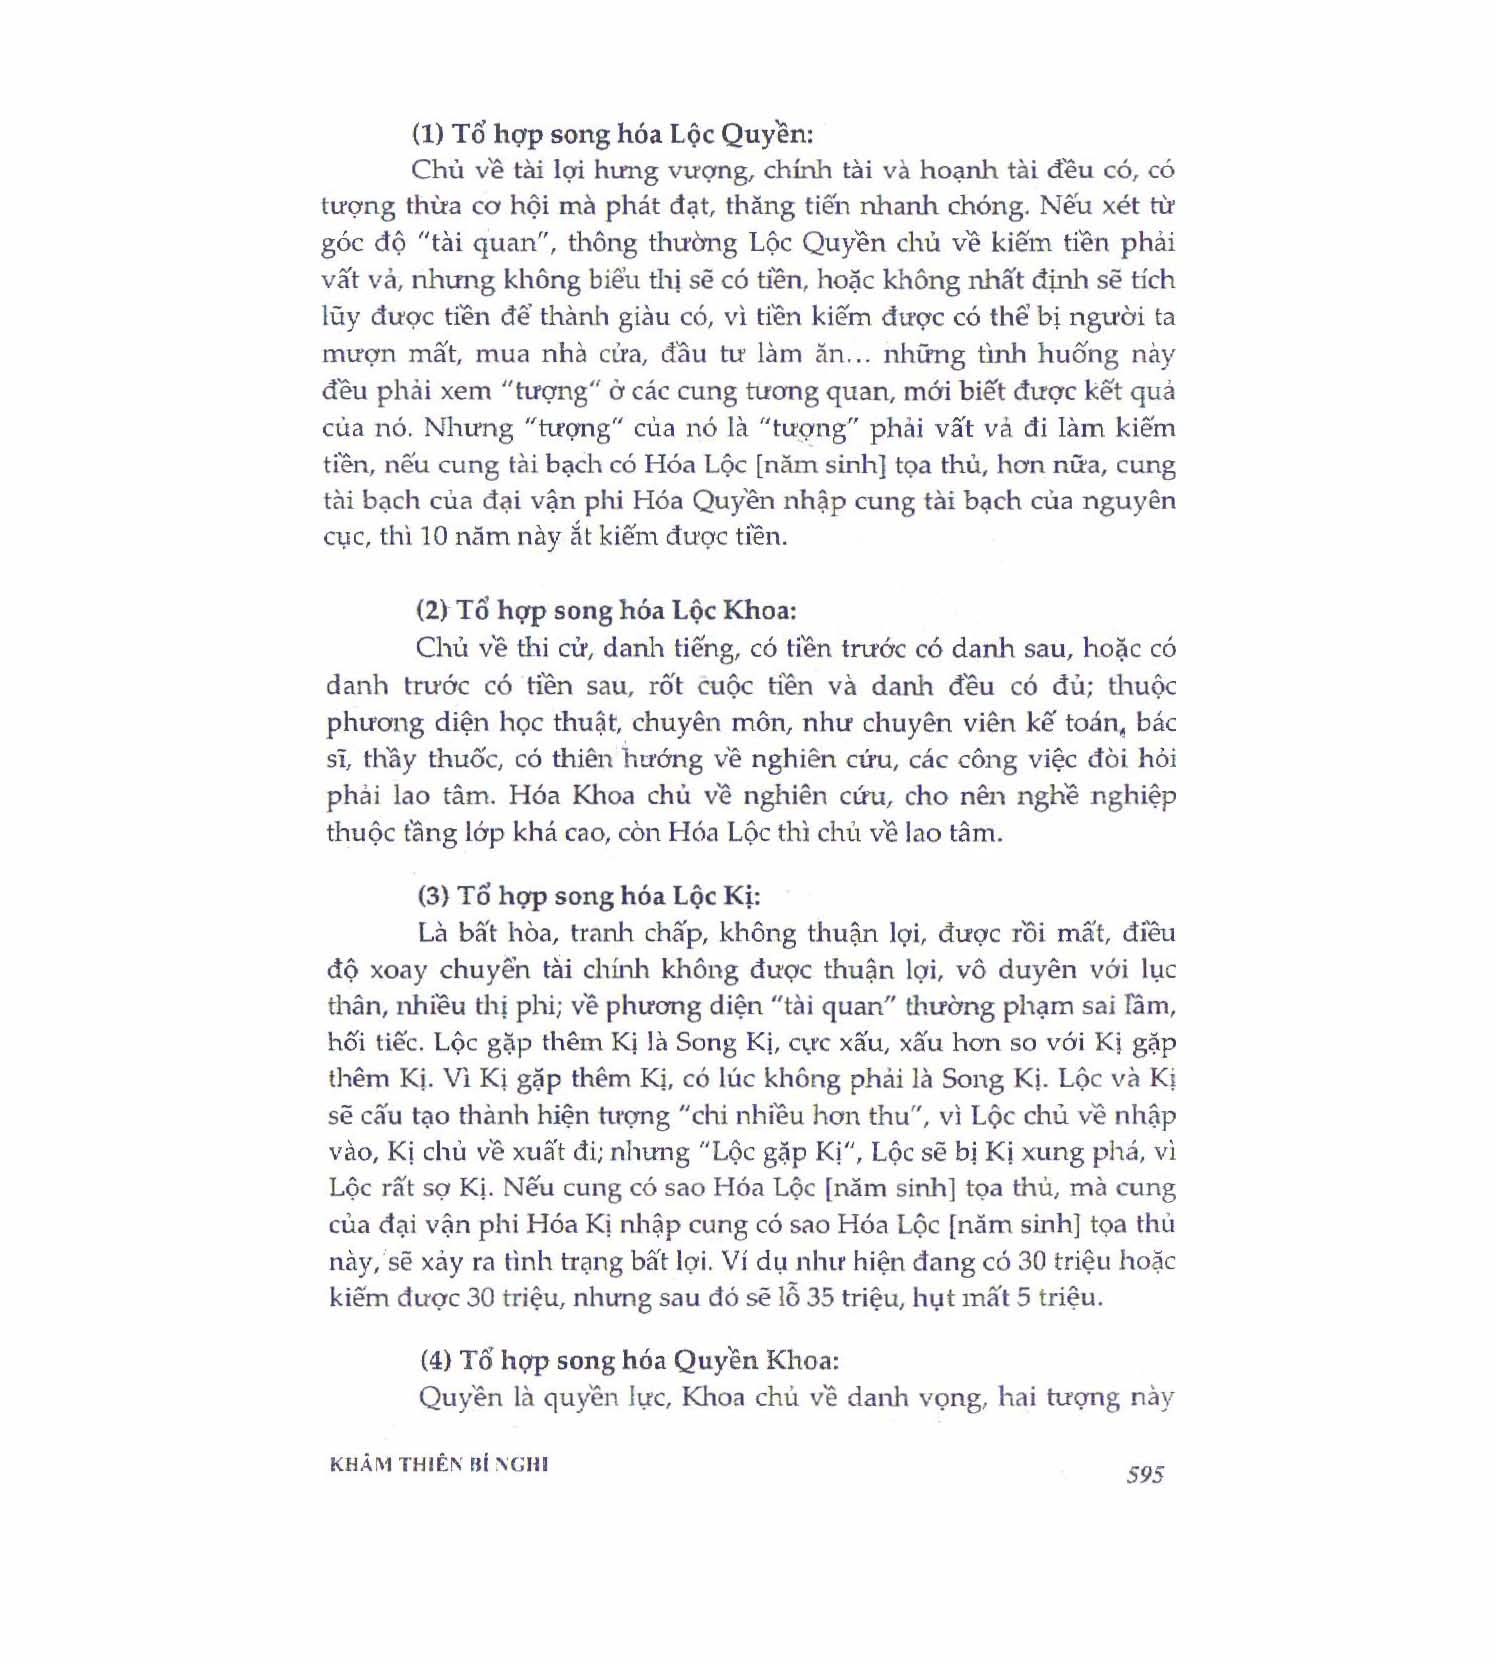 (1) Tổ hợp song hóa Lộc Quyền:
Chủ về tài lợi hưng vượng, chính tài và hoạnh tài đều có, có
tượng thừa cơ hội mà phát đạt, thăng tiến nhanh chóng. Nếu xét từ
góc độ "tài quan", thông thường Lộc Quyền chủ về kiếm tiền phải
vất vả, nhưng không biểu thị sẽ có tiền, hoặc không nhất định sẽ tích
lũy được tiền để thành giàu có, vì tiền kiếm được có thể bị người ta
mượn mất, mua nhà cửa, đầu tư làm ăn... những tình huống này
đều phải xem "tượng" ở các cung tương quan, mới biết được kết quả
của nó. Nhưng "tượng" của nó là "tượng" phải vất vả đi làm kiếm
tiền, nếu cung tài bạch có Hóa Lộc [năm sinh] tọa thủ, hơn nữa, cung
tài bạch của đại vận phi Hóa Quyền nhập cung tài bạch của nguyên
cục, thì 10 năm này ắt kiếm được tiền.
(2) Tổ hợp song hóa Lộc Khoa:
Chủ về thi cử, danh tiếng, có tiền trước có danh sau, hoặc có
danh trước có tiền sau, rốt cuộc tiền và danh đều có đủ; thuộc
phương diện học thuật, chuyên môn, như chuyên viên kế toán, bác
sĩ, thầy thuốc, có thiên hướng về nghiên cứu, các công việc đòi hỏi
phải lao tâm. Hóa Khoa chủ về nghiên cứu, cho nên nghề nghiệp
thuộc tầng lớp khá cao, còn Hóa Lộc thì chủ về lao tâm.
(3) Tổ hợp song hóa Lộc Kị:
Là bất hòa, tranh chấp, không thuận lợi, được rồi mất, điều
độ xoay chuyển tài chính không được thuận lợi, vô duyên với lục
thân, nhiều thị phi; về phương diện "tài quan" thường phạm sai lầm,
hối tiếc. Lộc gặp thêm Kị là Song Kị, cực xấu, xấu hơn so với Kị gặp
thêm Kị. Vì Kị gặp thêm Kị, có lúc không phải là Song Kị. Lộc và Kị
sẽ cấu tạo thành hiện tượng "chi nhiều hơn thu", vì Lộc chủ về nhập
vào, Kị chủ về xuất đi; nhưng "Lộc gặp Kị", Lộc sẽ bị Kị xung phá, vì
Lộc rất sợ Kị. Nếu cung có sao Hóa Lộc [năm sinh] tọa thủ, mà cung
của đại vận phi Hóa Kị nhập cung có sao Hóa Lộc [năm sinh] tọa thủ
này, sẽ xảy ra tình trạng bất lợi. Ví dụ như hiện đang có 30 triệu hoặc
kiếm được 30 triệu, nhưng sau đó sẽ lỗ 35 triệu, hụt mất 5 triệu.
(4) Tổ hợp song hóa Quyền Khoa:
Quyền là quyền lực, Khoa chủ về danh vọng, hai tượng này
KHÂM THIÊN BÍ NGHI
595